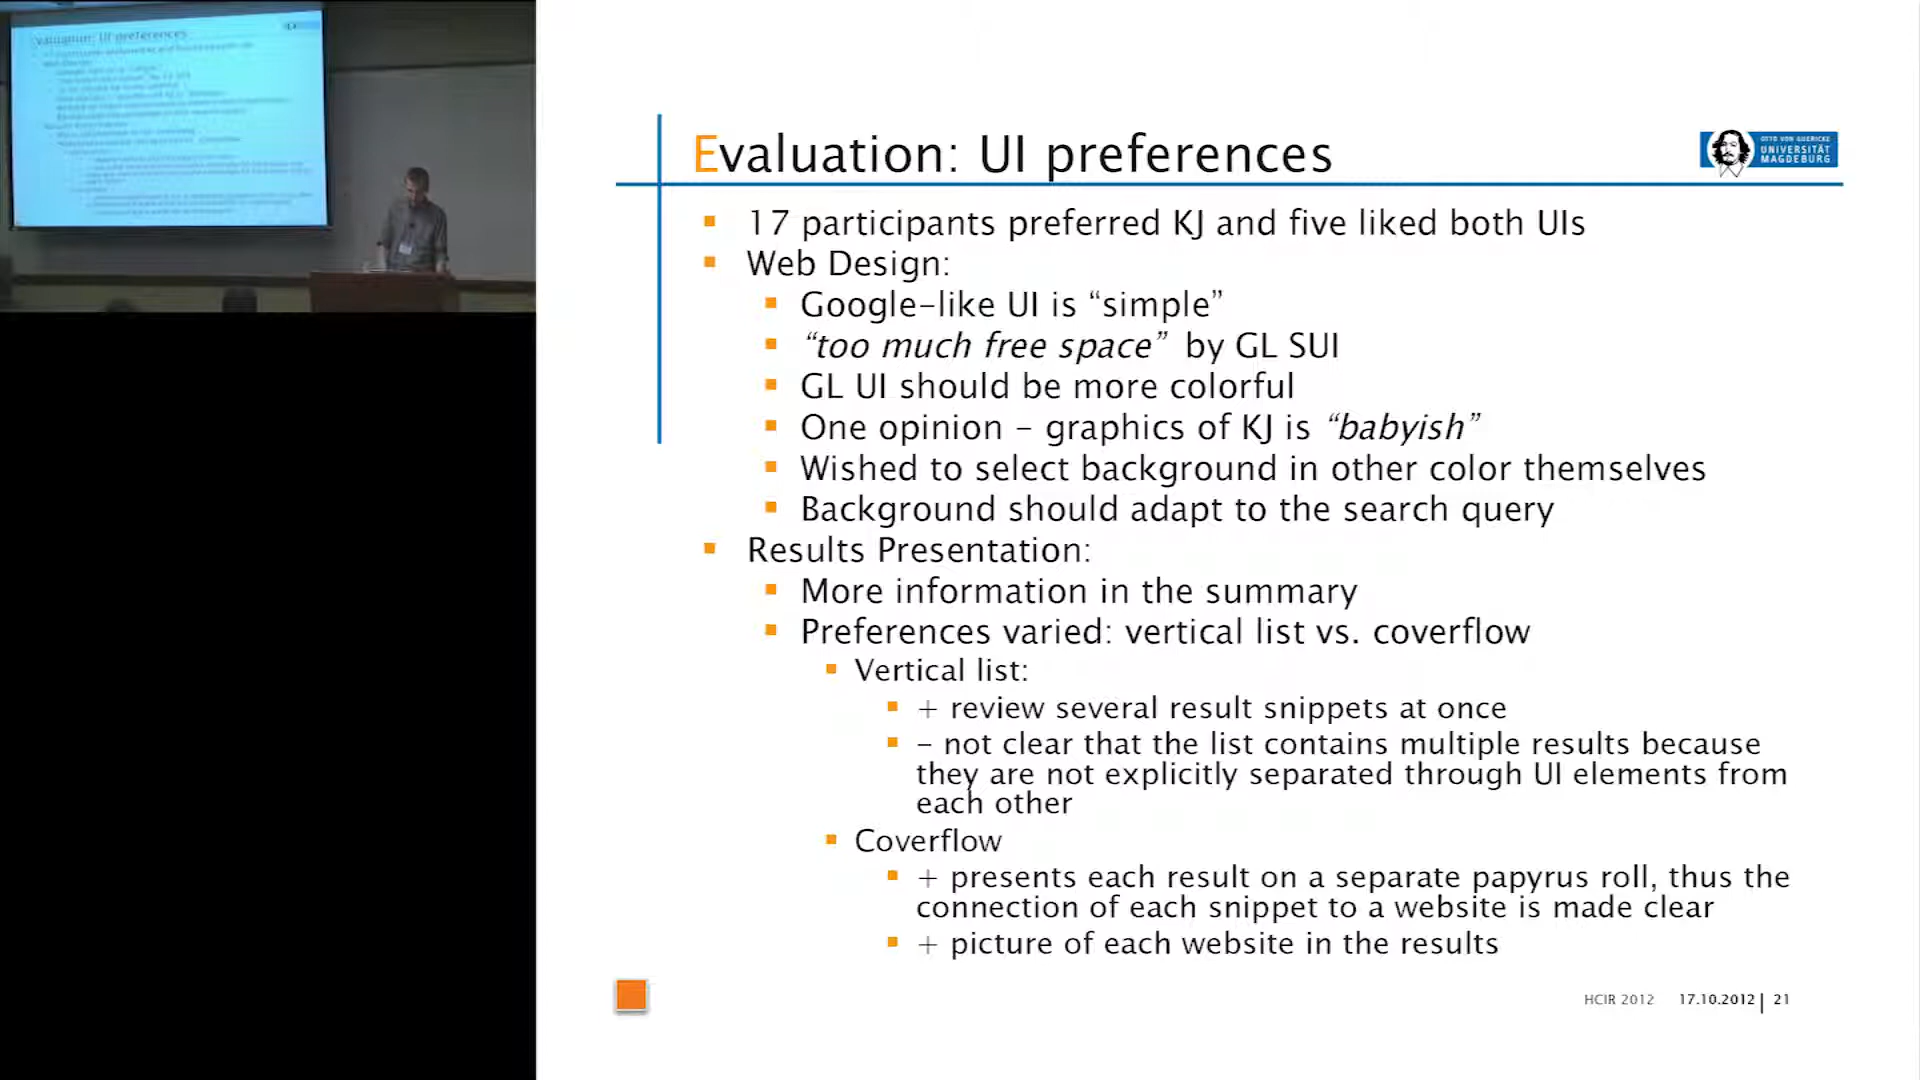 Evaluation: UI preferences
OTTO VON GUERICKE
UNIVERSITÄT
MAGDEBURG
17 participants preferred KJ and five liked both UIs
Web Design:
Google-like UI is “simple”
“too much free space” by GL SUI
GL UI should be more colorful
One opinion – graphics of KJ is “babyish”
Wished to select background in other color themselves
Background should adapt to the search query
Results Presentation:
More information in the summary
Preferences varied: vertical list vs. coverflow
Vertical list:
+ review several result snippets at once
– not clear that the list contains multiple results because
they are not explicitly separated through UI elements from
each other
Coverflow
+ presents each result on a separate papyrus roll, thus the
connection of each snippet to a website is made clear
+ picture of each website in the results
HCIR 2012 17.10.2012 | 21